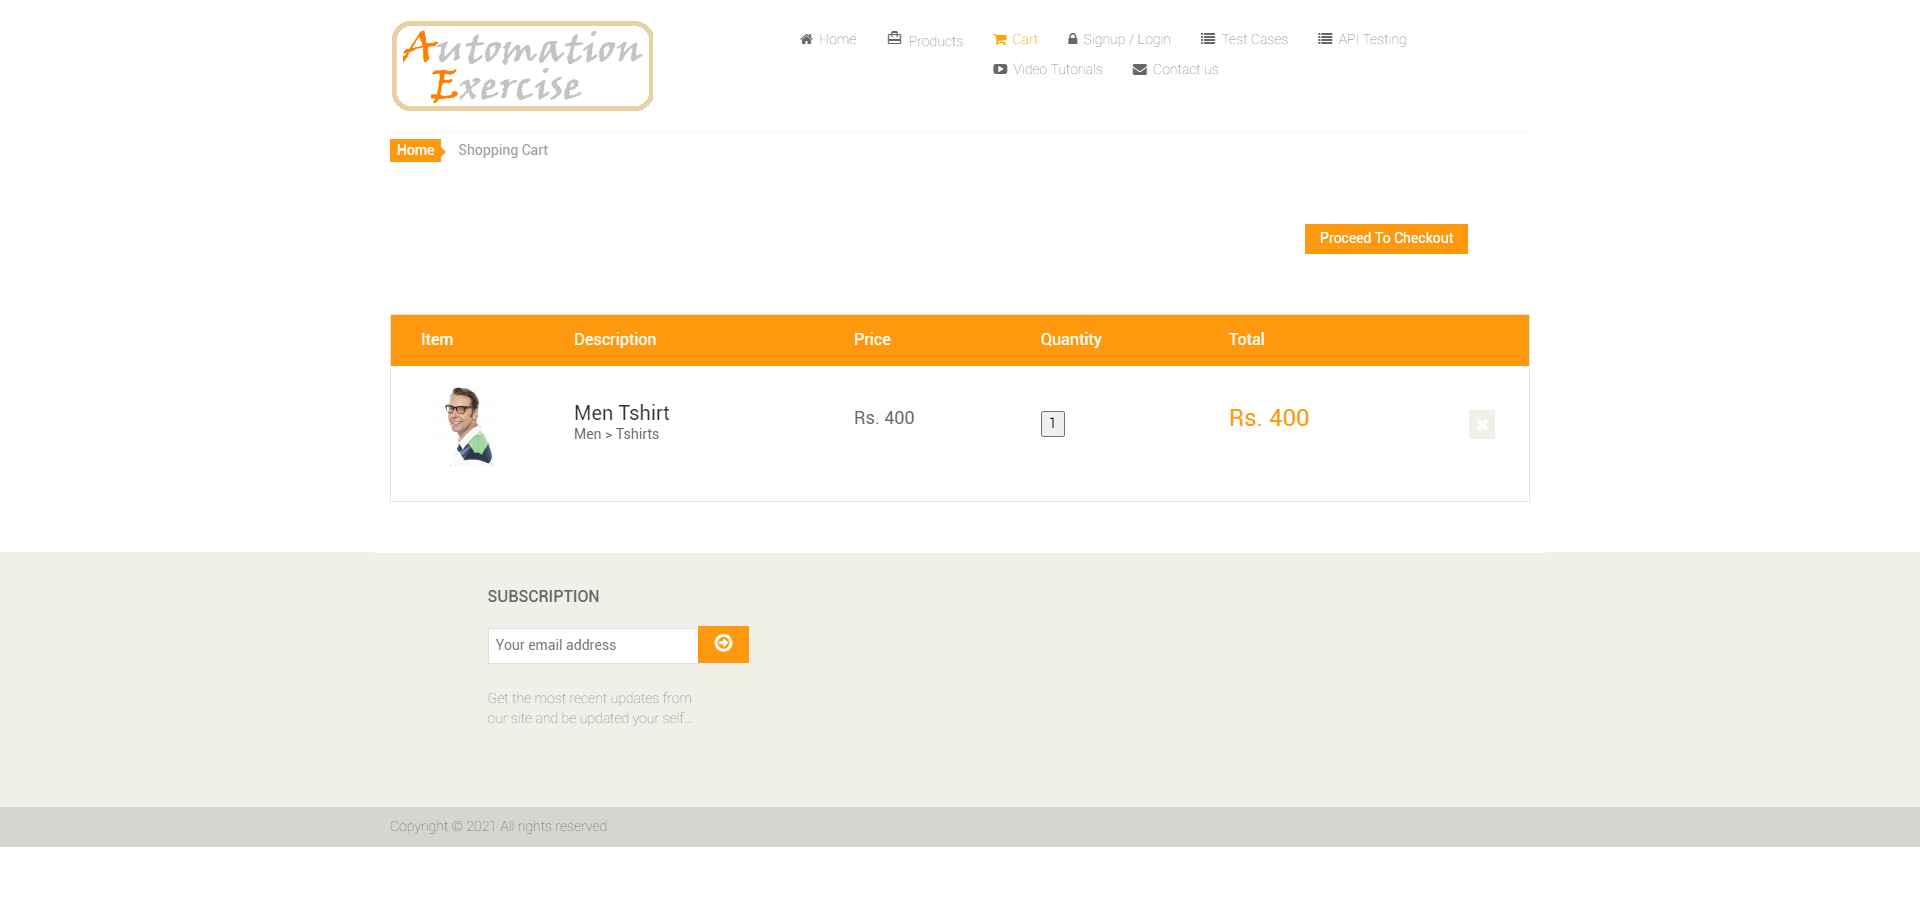 Automation
Exercise
Home
Products
Cart
Signup / Login
Test Cases
API Testing
Video Tutorials
Contact us
Home
Shopping Cart
Proceed To Checkout
Item Description Price Quantity Total
Men Tshirt
Men > Tshirts
Rs. 400
1
Rs. 400
SUBSCRIPTION
Your email address
Get the most recent updates from
our site and be updated your self...
Copyright © 2021 All rights reserved